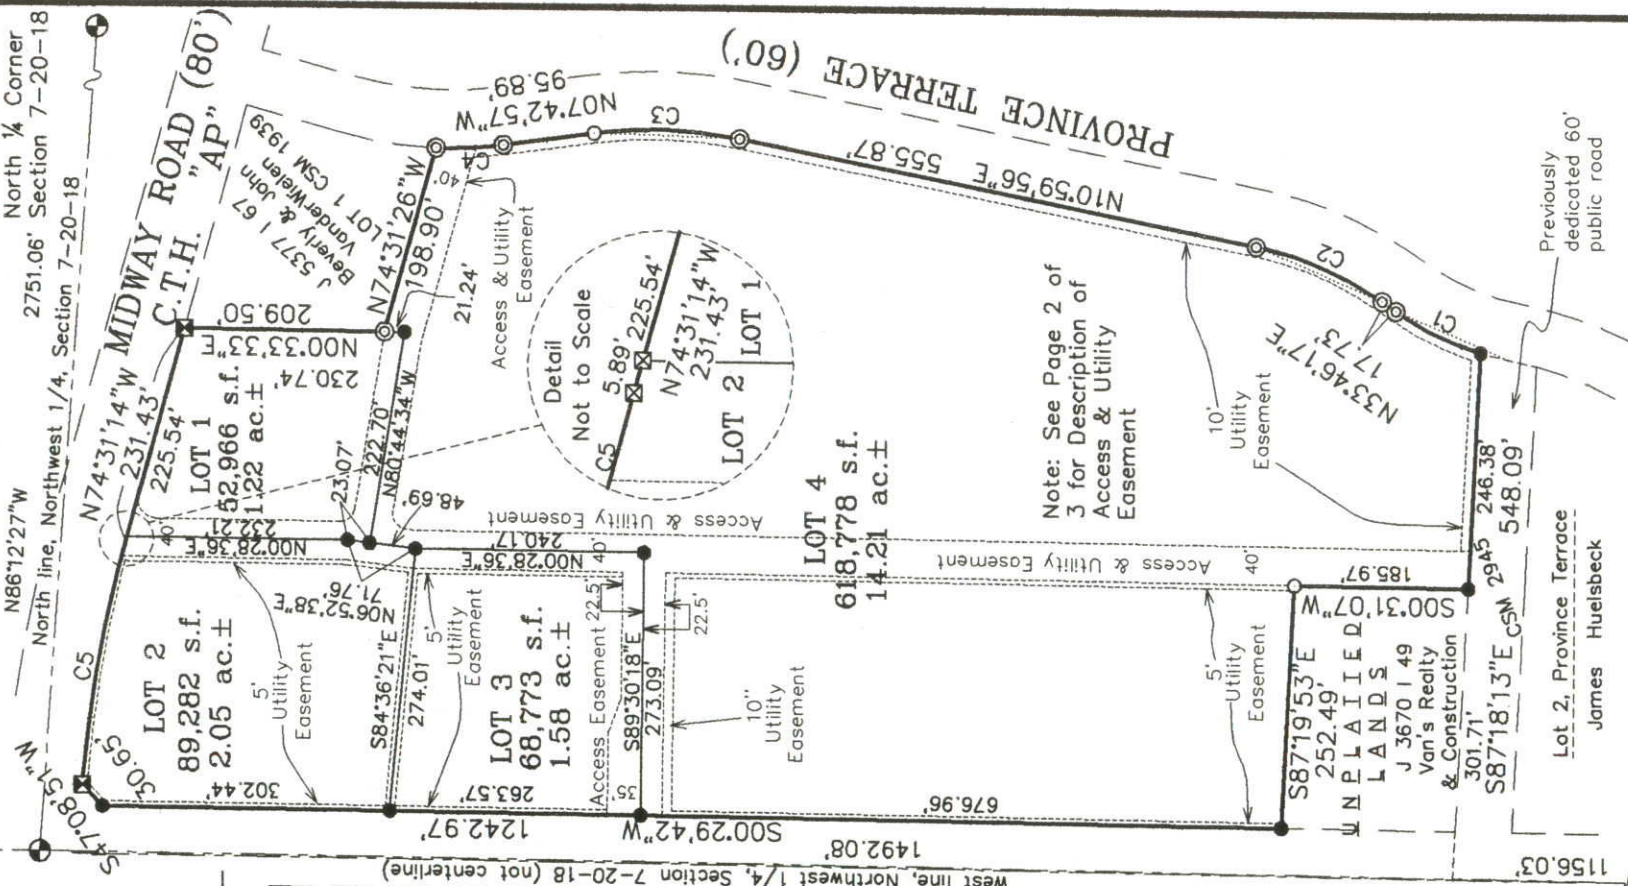 North ¼ Corner
2751.06' Section 7-20-18
N86°12'27"W
North line, Northwest 1/4, Section 7-20-18
MIDWAY ROAD
C.T.H. "AP" (80')
PROVINCE TERRACE (60')
J 5377 I 67
Beverly & John
VanderWielen
LOT 1 CSM 1939
N07°42'57"W
95.89'
C3
C4
40'
N74°31'26"W
198.90'
21.24'
Access & Utility
Easement
N00°33'33"E
209.50'
230.74'
N74°31'14"W
231.43'
225.54'
LOT 1
52,966 s.f.
1.22 ac.±
23.07'
222.70'
N80°44'34"W
48.69'
40'
232.21'
N00°28'36"E
71.76'
N06°52'38"E
240.17'
N00°28'36"E
40'
Access & Utility Easement
Access & Utility Easement
40'
Detail
Not to Scale
5.89'
225.54'
N74°31'14"W
231.43'
C5
LOT 2
LOT 1
N10°59'56"E
555.87'
C2
N33°46'17"E
17.73'
C1
10'
Utility
Easement
Note: See Page 2 of
3 for Description of
Access & Utility
Easement
Previously
dedicated 60'
public road
LOT 4
618,778 s.f.
14.21 ac.±
C5
LOT 2
89,282 s.f.
2.05 ac.±
5'
Utility
Easement
S47°08'51"W
30.65'
302.44'
S84°36'21"E
274.01'
5'
Utility
Easement
LOT 3
68,773 s.f.
1.58 ac.±
263.57'
Access Easement
22.5'
22.5'
35'
S89°30'18"E
273.09'
10"
Utility
Easement
1242.97'
S00°29'42"W
676.96'
1492.08'
West line, Northwest 1/4, Section 7-20-18 (not centerline)
5'
Utility
Easement
S87°19'53"E
252.49'
S00°31'07"W
185.97'
UNPLATTED
LANDS
J 3670 I 49
Van's Realty
& Construction
301.71'
246.38'
S87°18'13"E
548.09'
CSM 2945
Lot 2, Province Terrace
James Huelsbeck
1156.03'